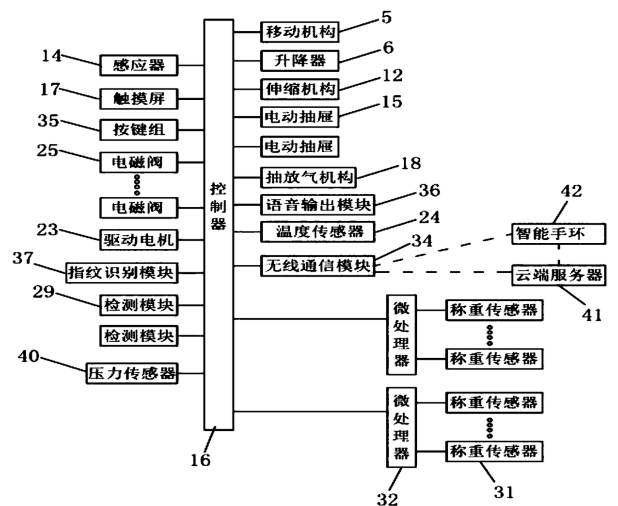 5
移动机构
6
升降器
14
感应器
12
伸缩机构
17
触摸屏
15
电动抽屉
35
按键组
电动抽屉
25
电磁阀
18
抽放气机构
电磁阀
36
语音输出模块
控制器
23
驱动电机
24
温度传感器
42
智能手环
37
指纹识别模块
34
无线通信模块
云端服务器
41
29
检测模块
检测模块
40
压力传感器
微处理器
称重传感器
称重传感器
微处理器
称重传感器
称重传感器
16
32
31